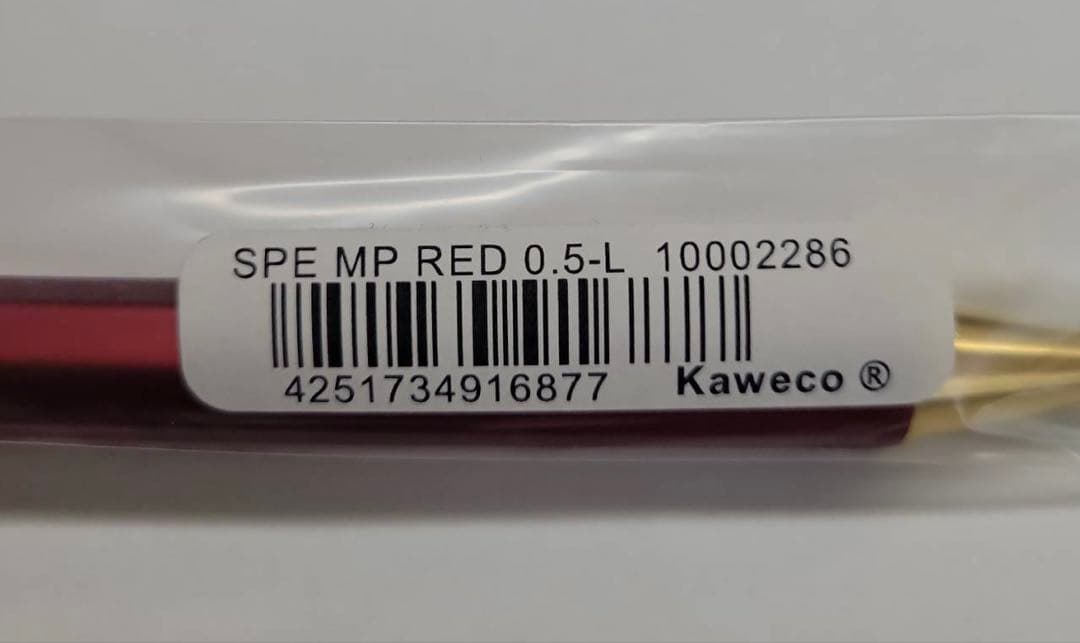 SPE MP RED 0.5-L 10002286
4251734916877 Kaweco ®